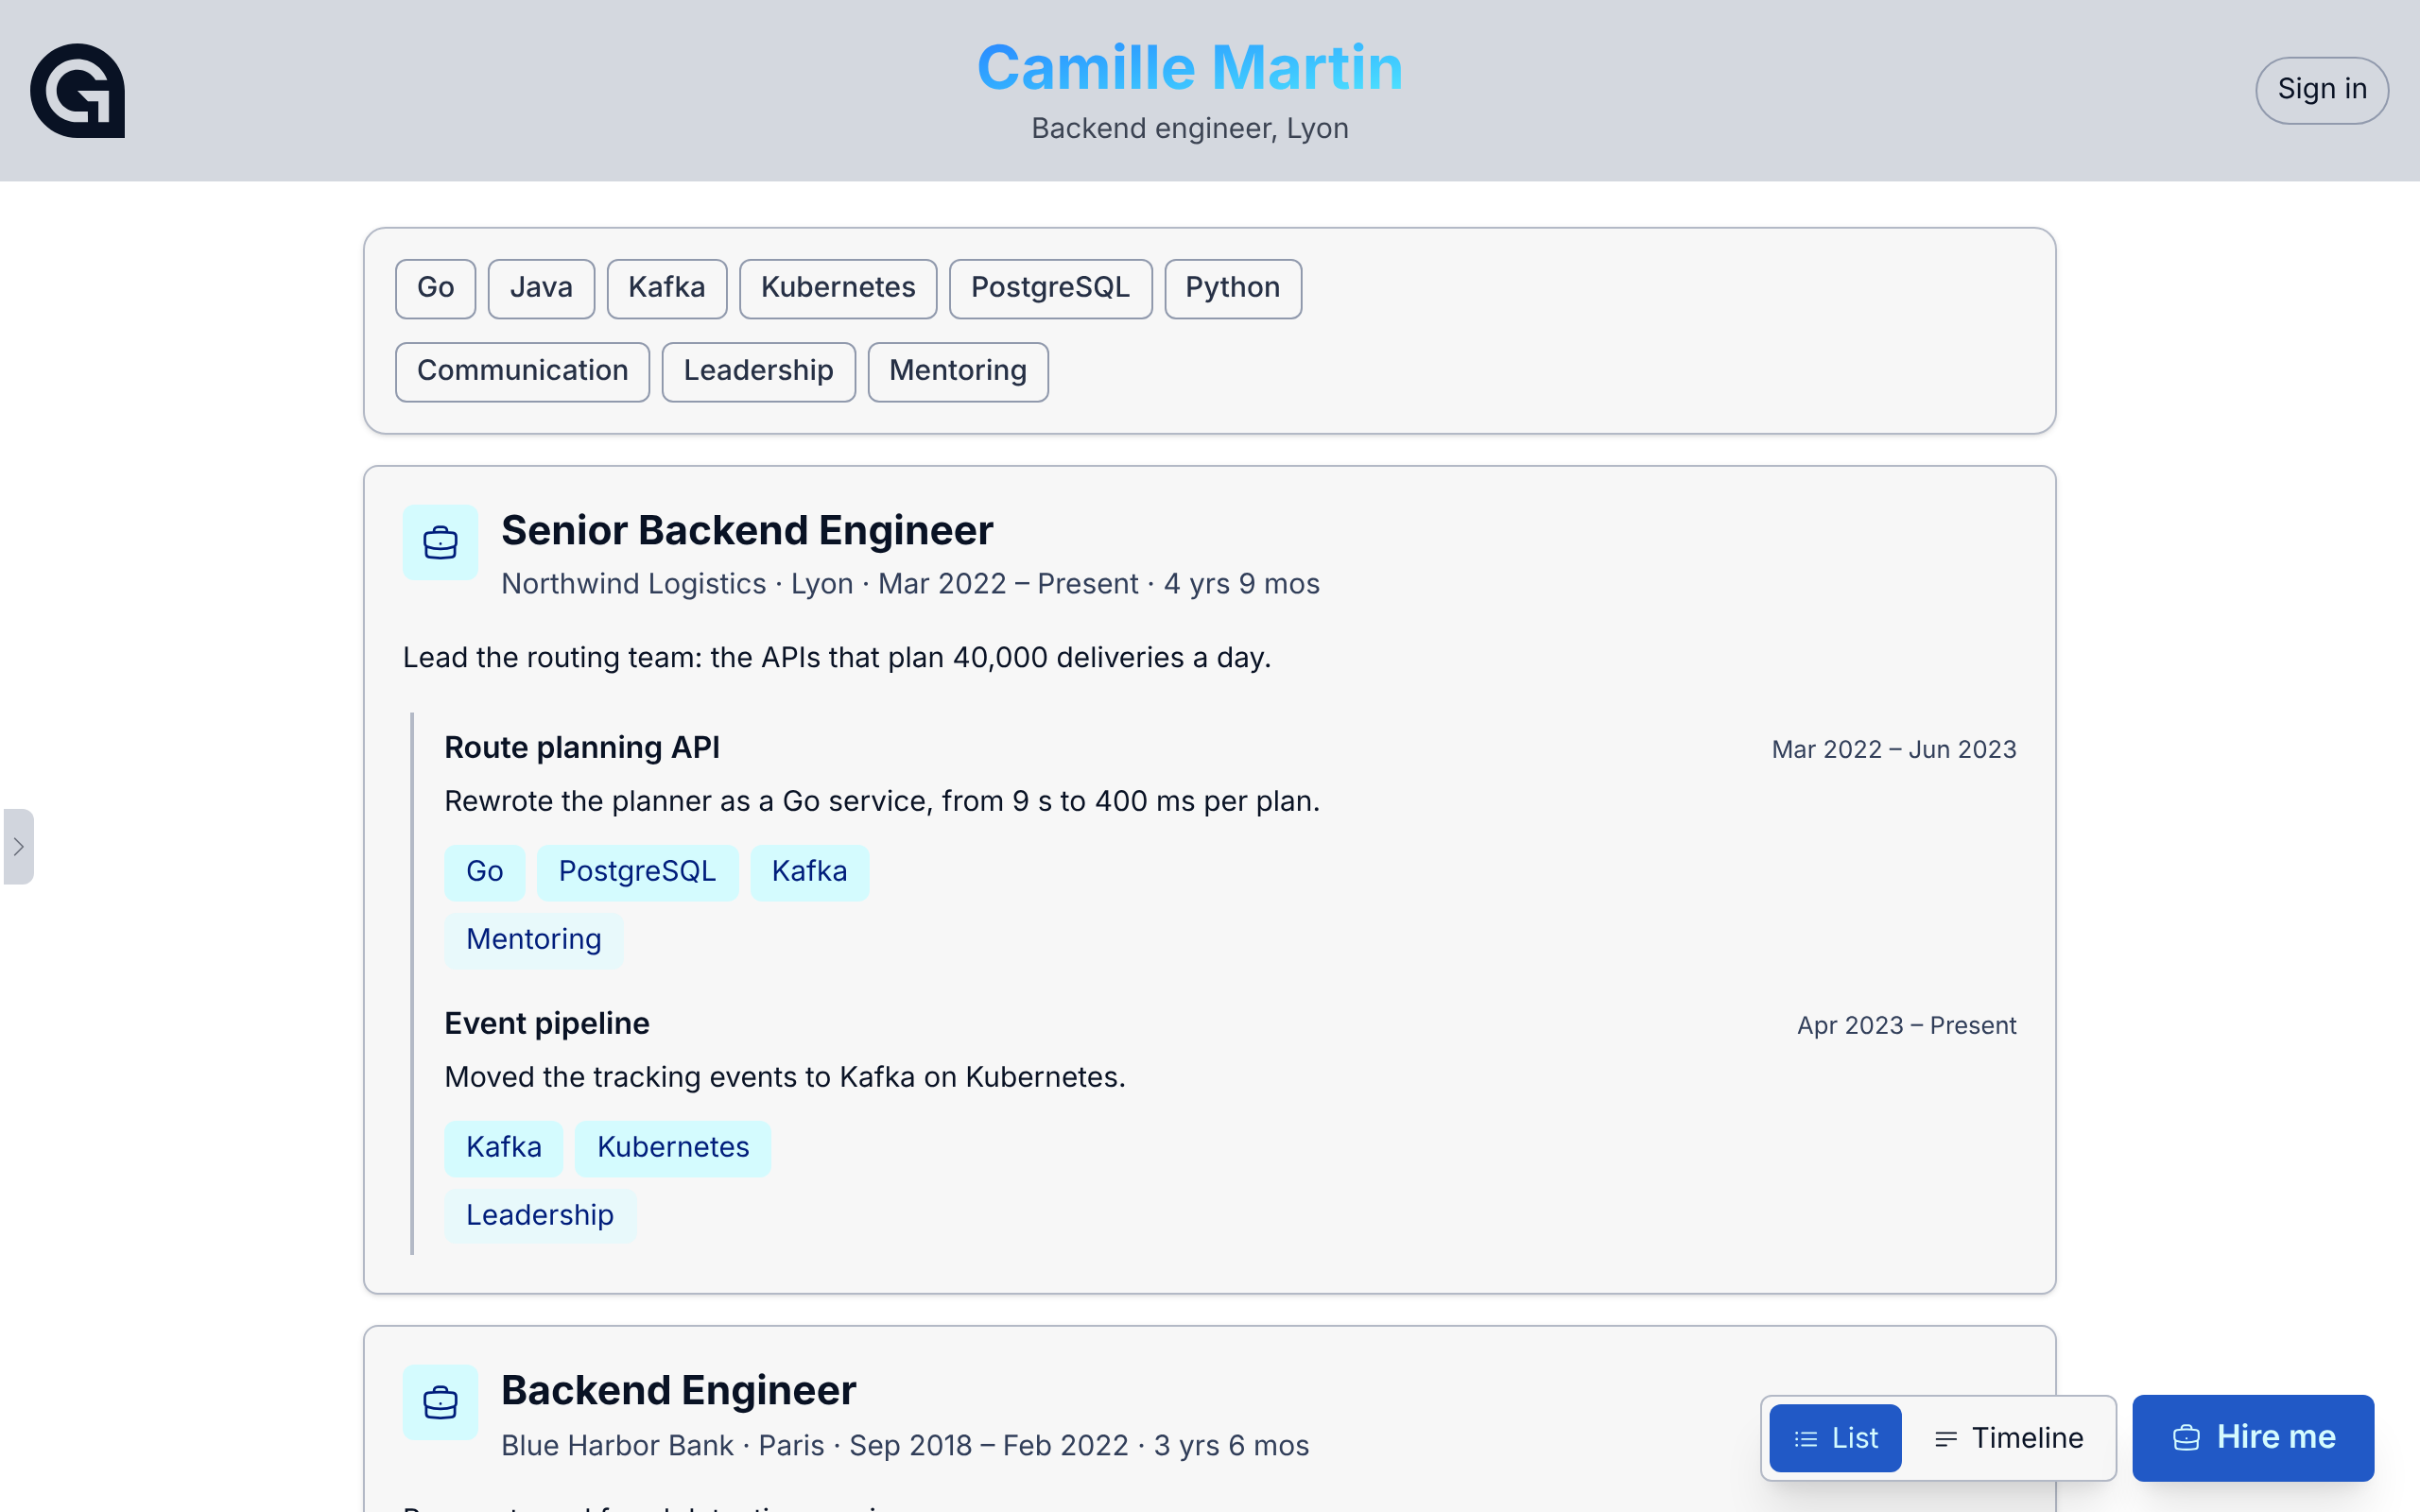 Camille Martin
Backend engineer, Lyon
Sign in
Go Java Kafka Kubernetes PostgreSQL Python
Communication Leadership Mentoring
Senior Backend Engineer
Northwind Logistics · Lyon · Mar 2022 – Present · 4 yrs 9 mos
Lead the routing team: the APIs that plan 40,000 deliveries a day.
Route planning API Mar 2022 – Jun 2023
Rewrote the planner as a Go service, from 9 s to 400 ms per plan.
Go PostgreSQL Kafka
Mentoring
Event pipeline Apr 2023 – Present
Moved the tracking events to Kafka on Kubernetes.
Kafka Kubernetes
Leadership
Backend Engineer
Blue Harbor Bank · Paris · Sep 2018 – Feb 2022 · 3 yrs 6 mos
List Timeline Hire me